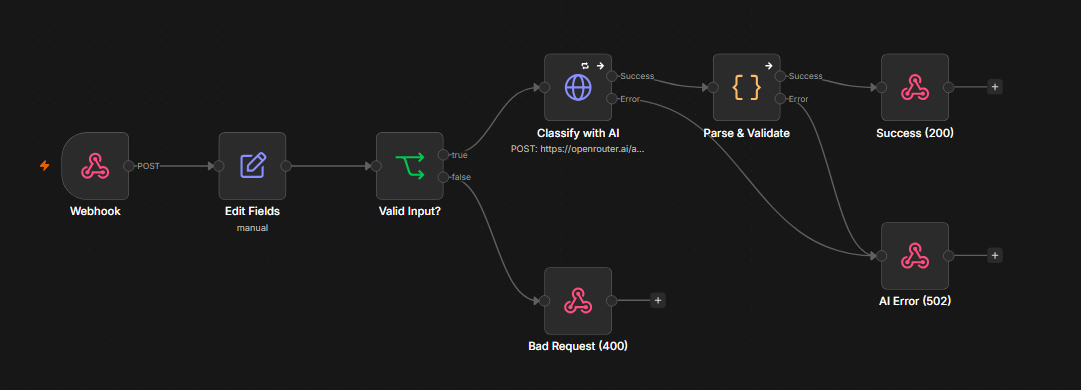 Success
Error
Success
Error
Classify with AI
POST: https://openrouter.ai/a...
Parse & Validate
Success (200)
POST
true
false
Webhook
Edit Fields
manual
Valid Input?
AI Error (502)
Bad Request (400)